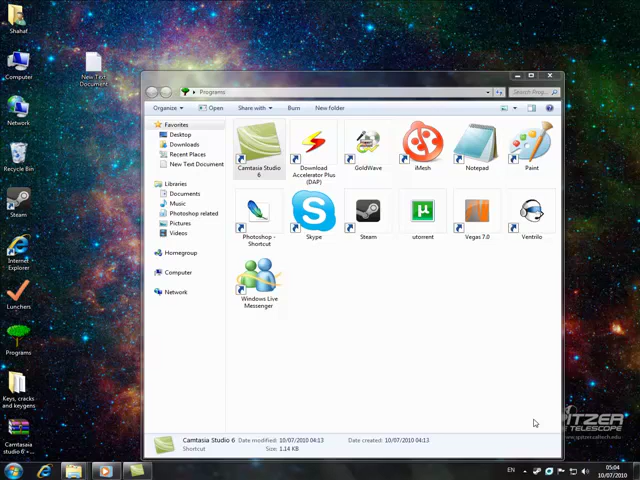 Shahaf
Computer
Network
Recycle Bin
Steam
Internet
Explorer
Lunchers
Programs
Keys, cracks
and keygens
Camtasia
studio 6 + ...
New Text
Document
Programs
Search Prog...
Organize
Open
Share with
Burn
New folder
Favorites
Desktop
Downloads
Recent Places
New Text Document
Libraries
Documents
Music
Photoshop related
Pictures
Videos
Homegroup
Computer
Network
Camtasia Studio
6
Download
Accelerator Plus
(DAP)
GoldWave
iMesh
Notepad
Paint
Photoshop -
Shortcut
Skype
Steam
utorrent
Vegas 7.0
Ventrilo
Windows Live
Messenger
Camtasia Studio 6 Date modified: 10/07/2010 04:13 Date created: 10/07/2010 04:13
Shortcut Size: 1.14 KB
ITZER
TELESCOPE
EN
05:04
10/07/2010